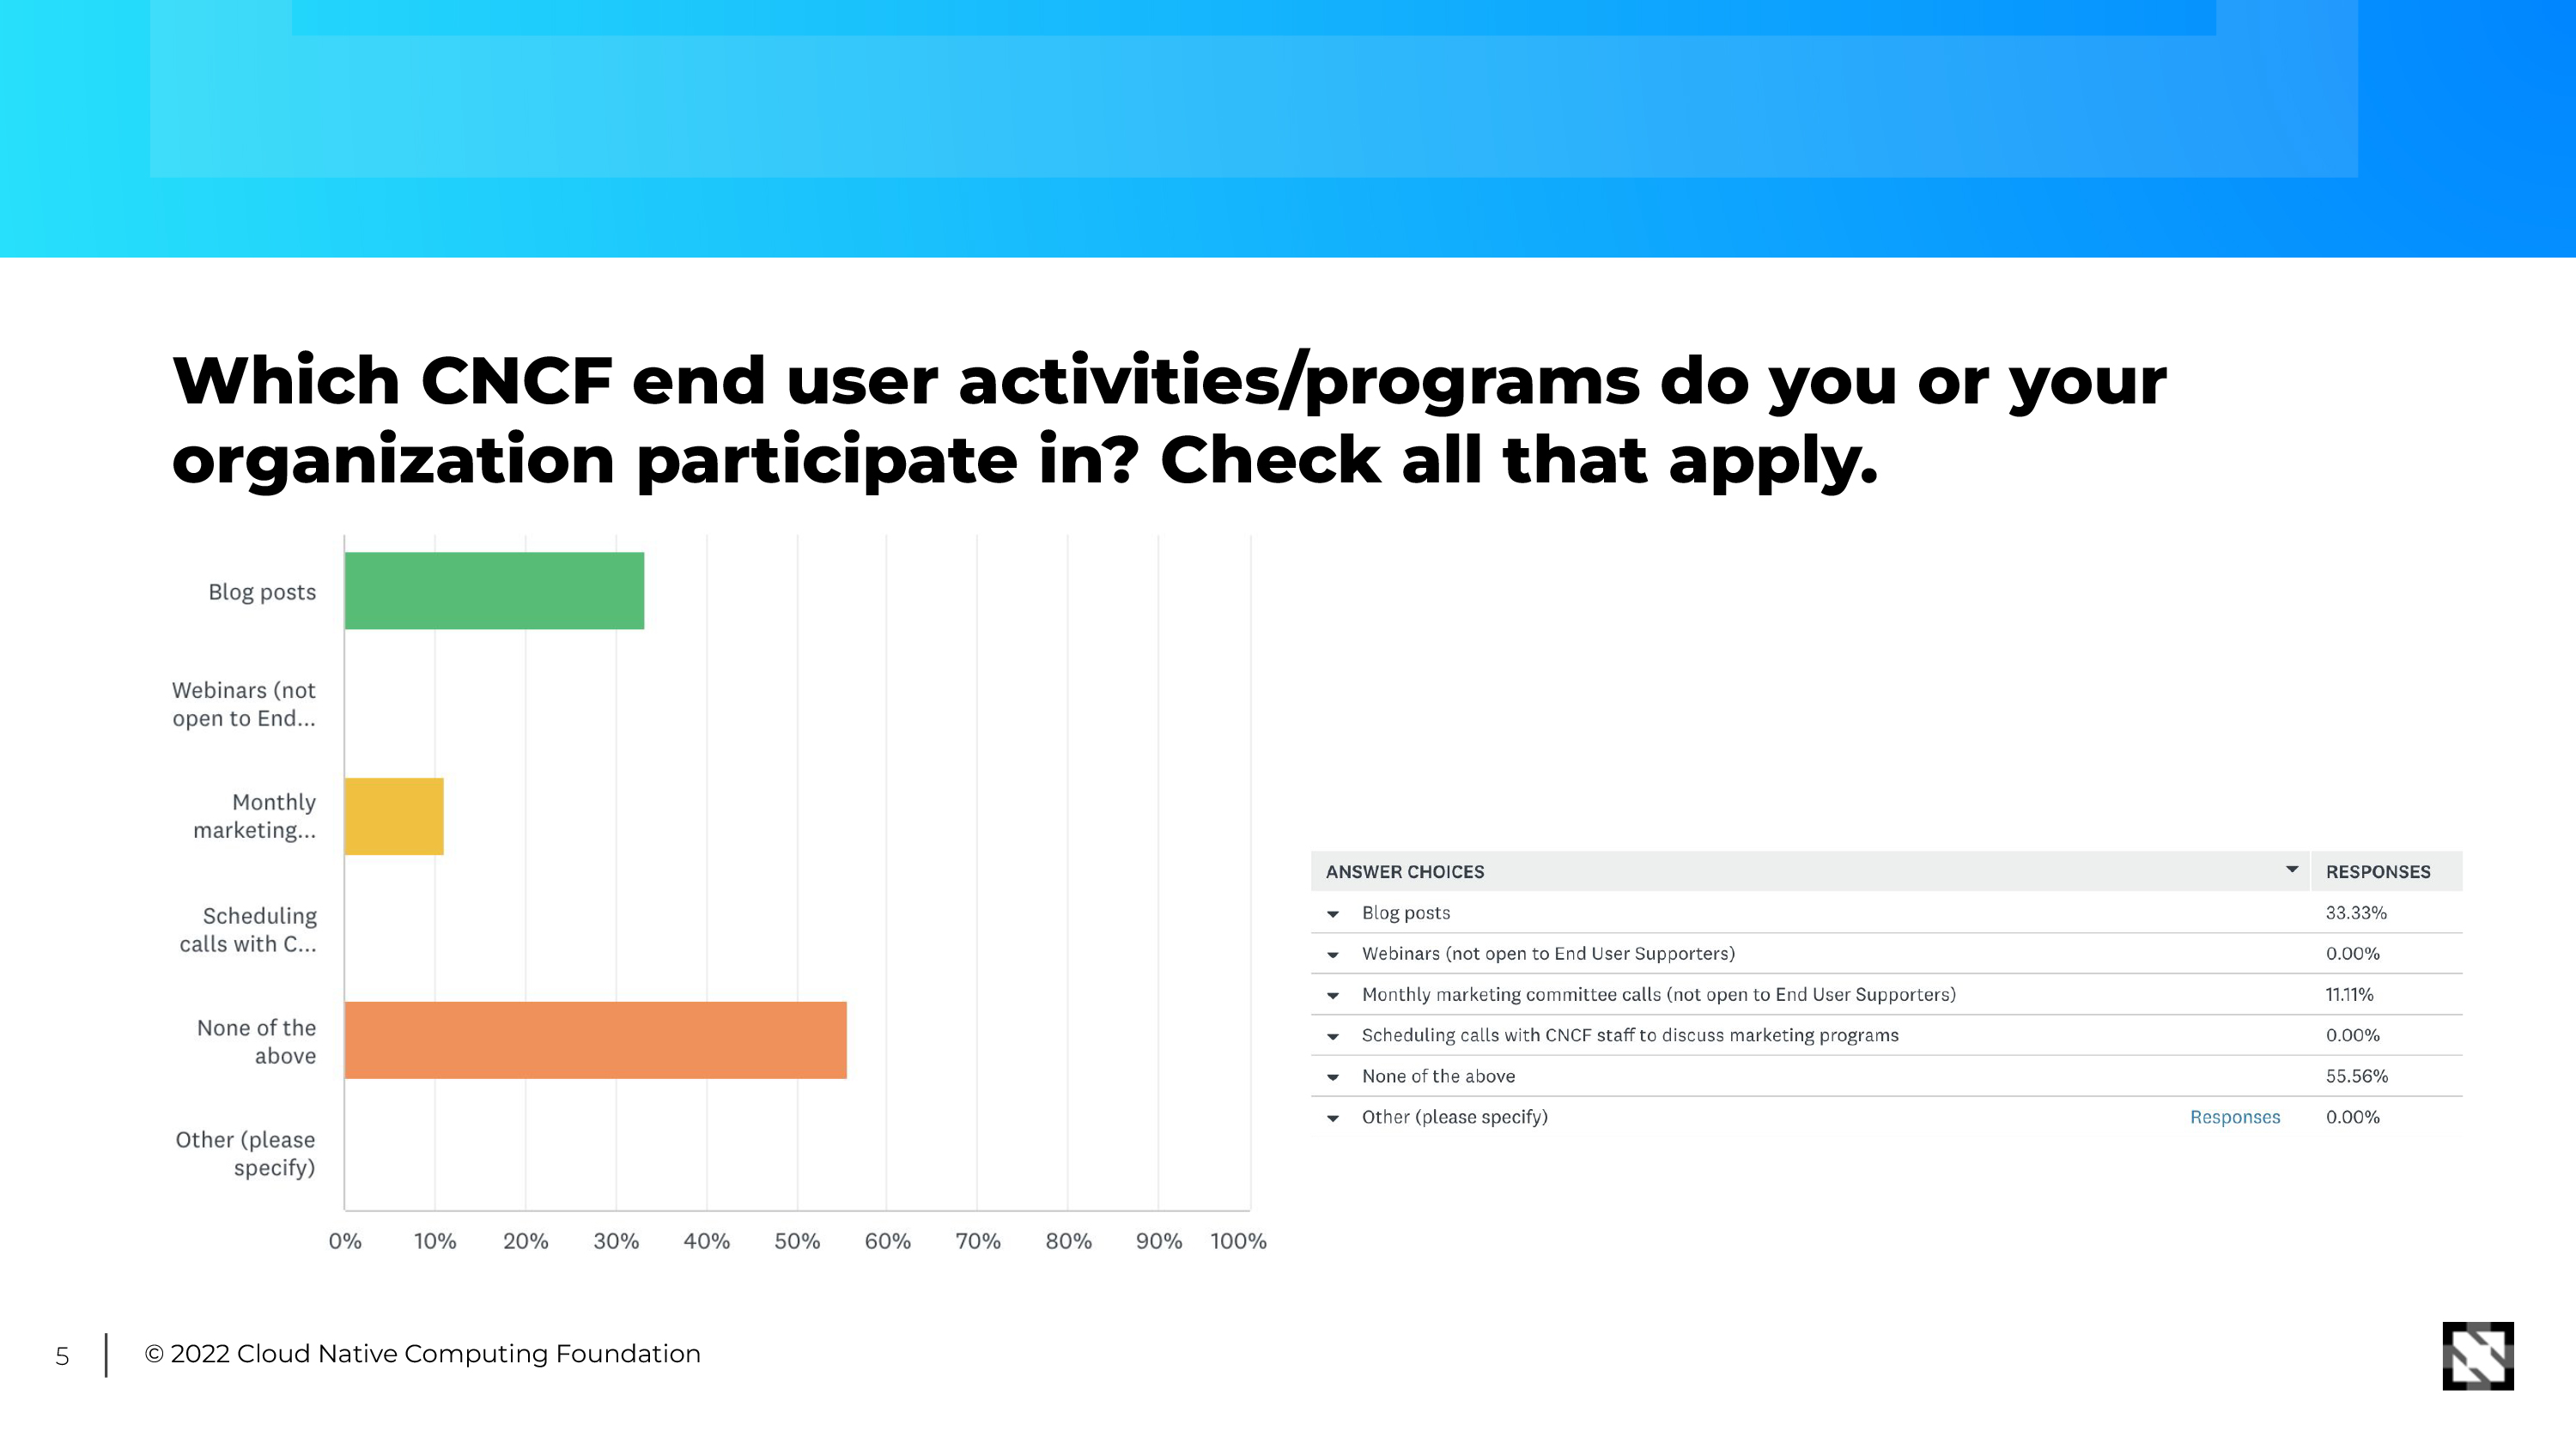 Which CNCF end user activities/programs do you or your
organization participate in? Check all that apply.
Blog posts
Webinars (not
open to End...
Monthly
marketing...
Scheduling
calls with C...
None of the
above
Other (please
specify)
0% 10% 20% 30% 40% 50% 60% 70% 80% 90% 100%
ANSWER CHOICES RESPONSES
Blog posts 33.33%
Webinars (not open to End User Supporters) 0.00%
Monthly marketing committee calls (not open to End User Supporters) 11.11%
Scheduling calls with CNCF staff to discuss marketing programs 0.00%
None of the above 55.56%
Other (please specify) Responses 0.00%
5 © 2022 Cloud Native Computing Foundation